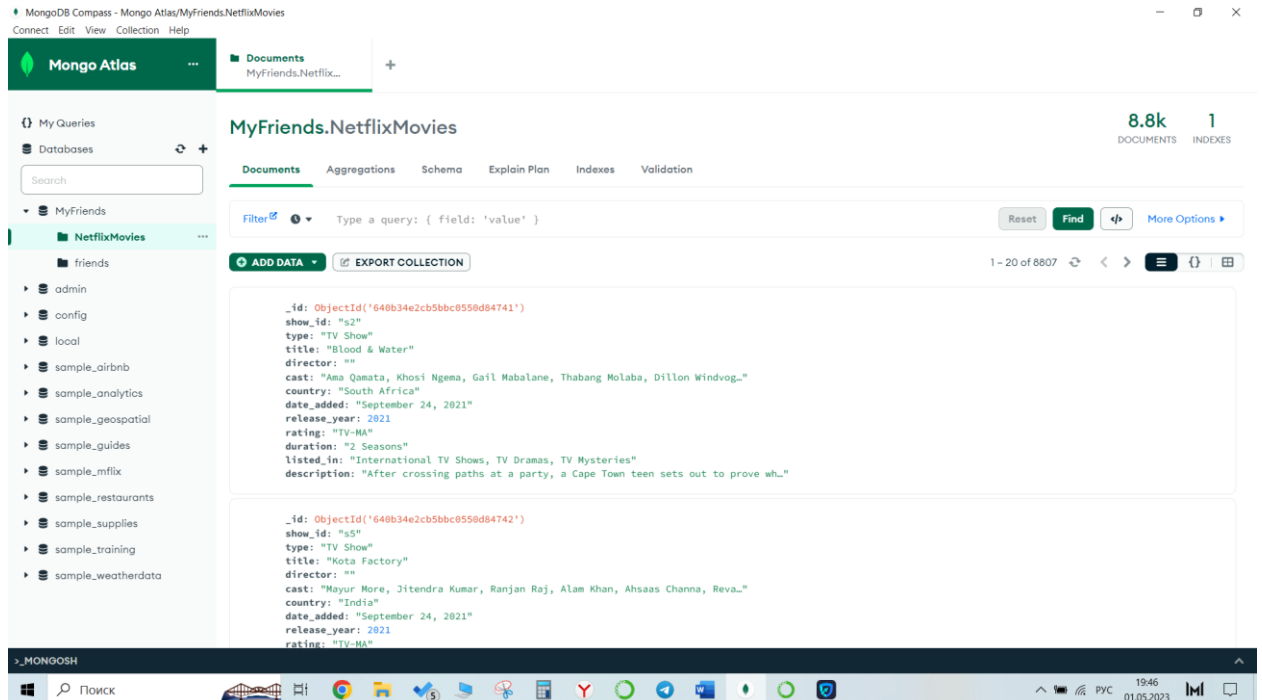 MongoDB Compass - Mongo Atlas/MyFriends.NetflixMovies
Connect Edit View Collection Help
Mongo Atlas
Documents
MyFriends.Netflix...
My Queries
Databases
Search
MyFriends
NetflixMovies
friends
admin
config
local
sample_airbnb
sample_analytics
sample_geospatial
sample_guides
sample_mflix
sample_restaurants
sample_supplies
sample_training
sample_weatherdata
MyFriends.NetflixMovies
8.8k
DOCUMENTS
1
INDEXES
Documents Aggregations Schema Explain Plan Indexes Validation
Filter Type a query: { field: 'value' } Reset Find </> More Options
ADD DATA EXPORT COLLECTION 1 – 20 of 8807 {}
_id: ObjectId('640b34e2cb5bbc0550d84741')
show_id: "s2"
type: "TV Show"
title: "Blood & Water"
director: ""
cast: "Ama Qamata, Khosi Ngema, Gail Mabalane, Thabang Molaba, Dillon Windvog…"
country: "South Africa"
date_added: "September 24, 2021"
release_year: 2021
rating: "TV-MA"
duration: "2 Seasons"
listed_in: "International TV Shows, TV Dramas, TV Mysteries"
description: "After crossing paths at a party, a Cape Town teen sets out to prove wh…"
_id: ObjectId('640b34e2cb5bbc0550d84742')
show_id: "s5"
type: "TV Show"
title: "Kota Factory"
director: ""
cast: "Mayur More, Jitendra Kumar, Ranjan Raj, Alam Khan, Ahsaas Channa, Reva…"
country: "India"
date_added: "September 24, 2021"
release_year: 2021
rating: "TV-MA"
>_MONGOSH
Поиск
5
РУС
19:46
01.05.2023